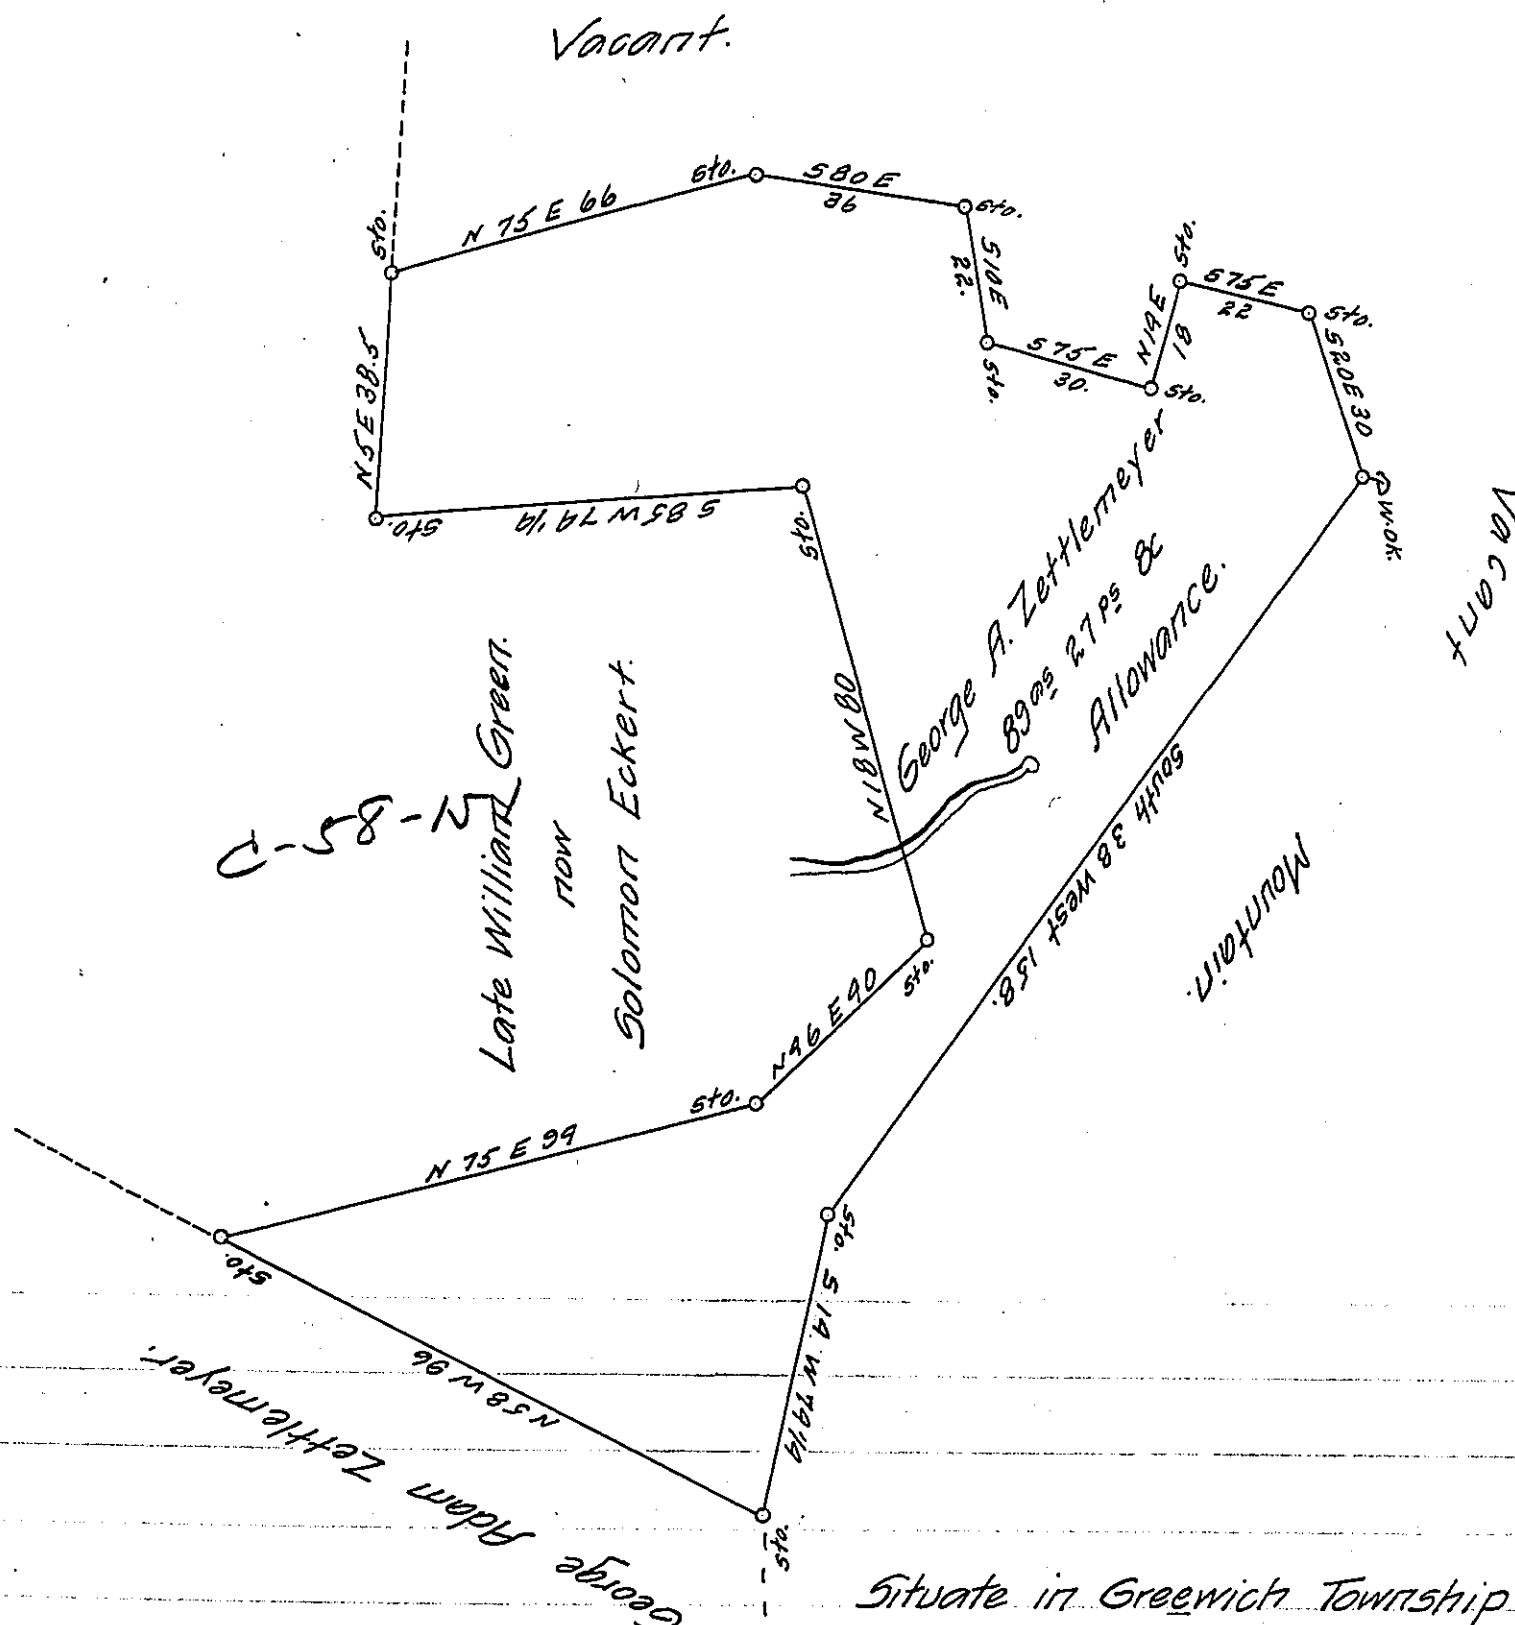 Vacant.
Sto.
N 75 E 66
Sto.
S 80 E
36
Sto.
S 10 E
22.
Sto.
S 75 E
30.
Sto.
N 14 E
18
Sto.
S 75 E
22
Sto.
S 20 E 30
W.ok.
Vacant
N 5 E 38.5
Sto.
S 85 W 74 1/4
Sto.
N 18 W 80
George A. Zettlemeyer
89 as 27 ps &
Allowance.
South 38 West 158.
Mountain.
C-58-N
Late William Green.
now
Solomon Eckert.
Sto.
N 46 E 40
Sto.
N 75 E 94
Sto.
Sto.
S 14 W 74 1/4
N 58 W 96
Sto.
George Adam Zettlemeyer.
Situate in Greewich Township